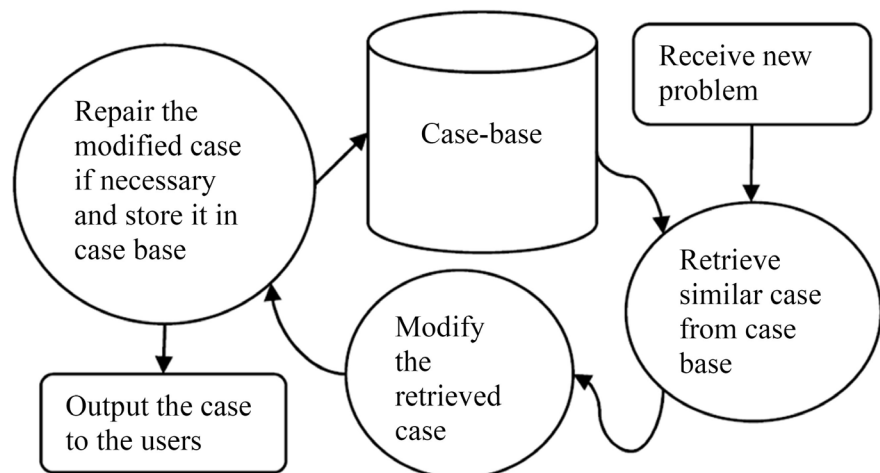 Repair the
modified case
if necessary
and store it in
case base
Case-base
Receive new
problem
Retrieve
similar case
from case
base
Modify
the
retrieved
case
Output the case
to the users